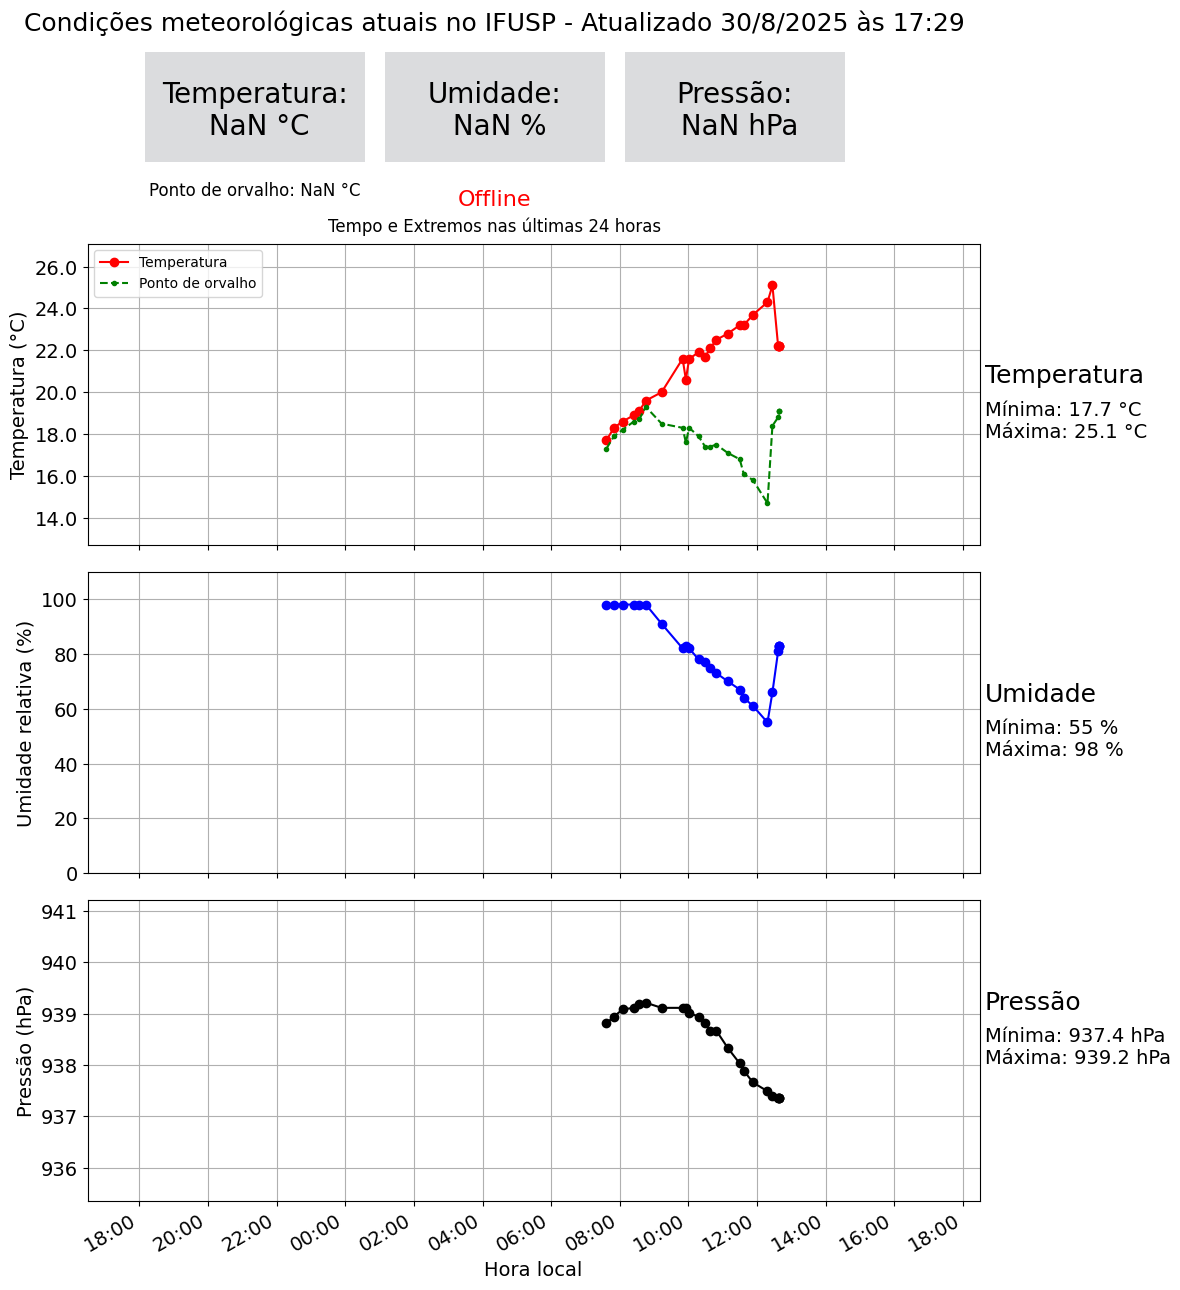 Condições meteorológicas atuais no IFUSP - Atualizado 30/8/2025 às 17:29
Temperatura:
NaN °C
Umidade:
NaN %
Pressão:
NaN hPa
Ponto de orvalho: NaN °C
Offline
Tempo e Extremos nas últimas 24 horas
Temperatura
Ponto de orvalho
26.0
24.0
22.0
20.0
18.0
16.0
14.0
Temperatura (°C)
Temperatura
Mínima: 17.7 °C
Máxima: 25.1 °C
100
80
60
40
20
0
Umidade relativa (%)
Umidade
Mínima: 55 %
Máxima: 98 %
941
940
939
938
937
936
Pressão (hPa)
Pressão
Mínima: 937.4 hPa
Máxima: 939.2 hPa
18:00 20:00 22:00 00:00 02:00 04:00 06:00 08:00 10:00 12:00 14:00 16:00 18:00
Hora local